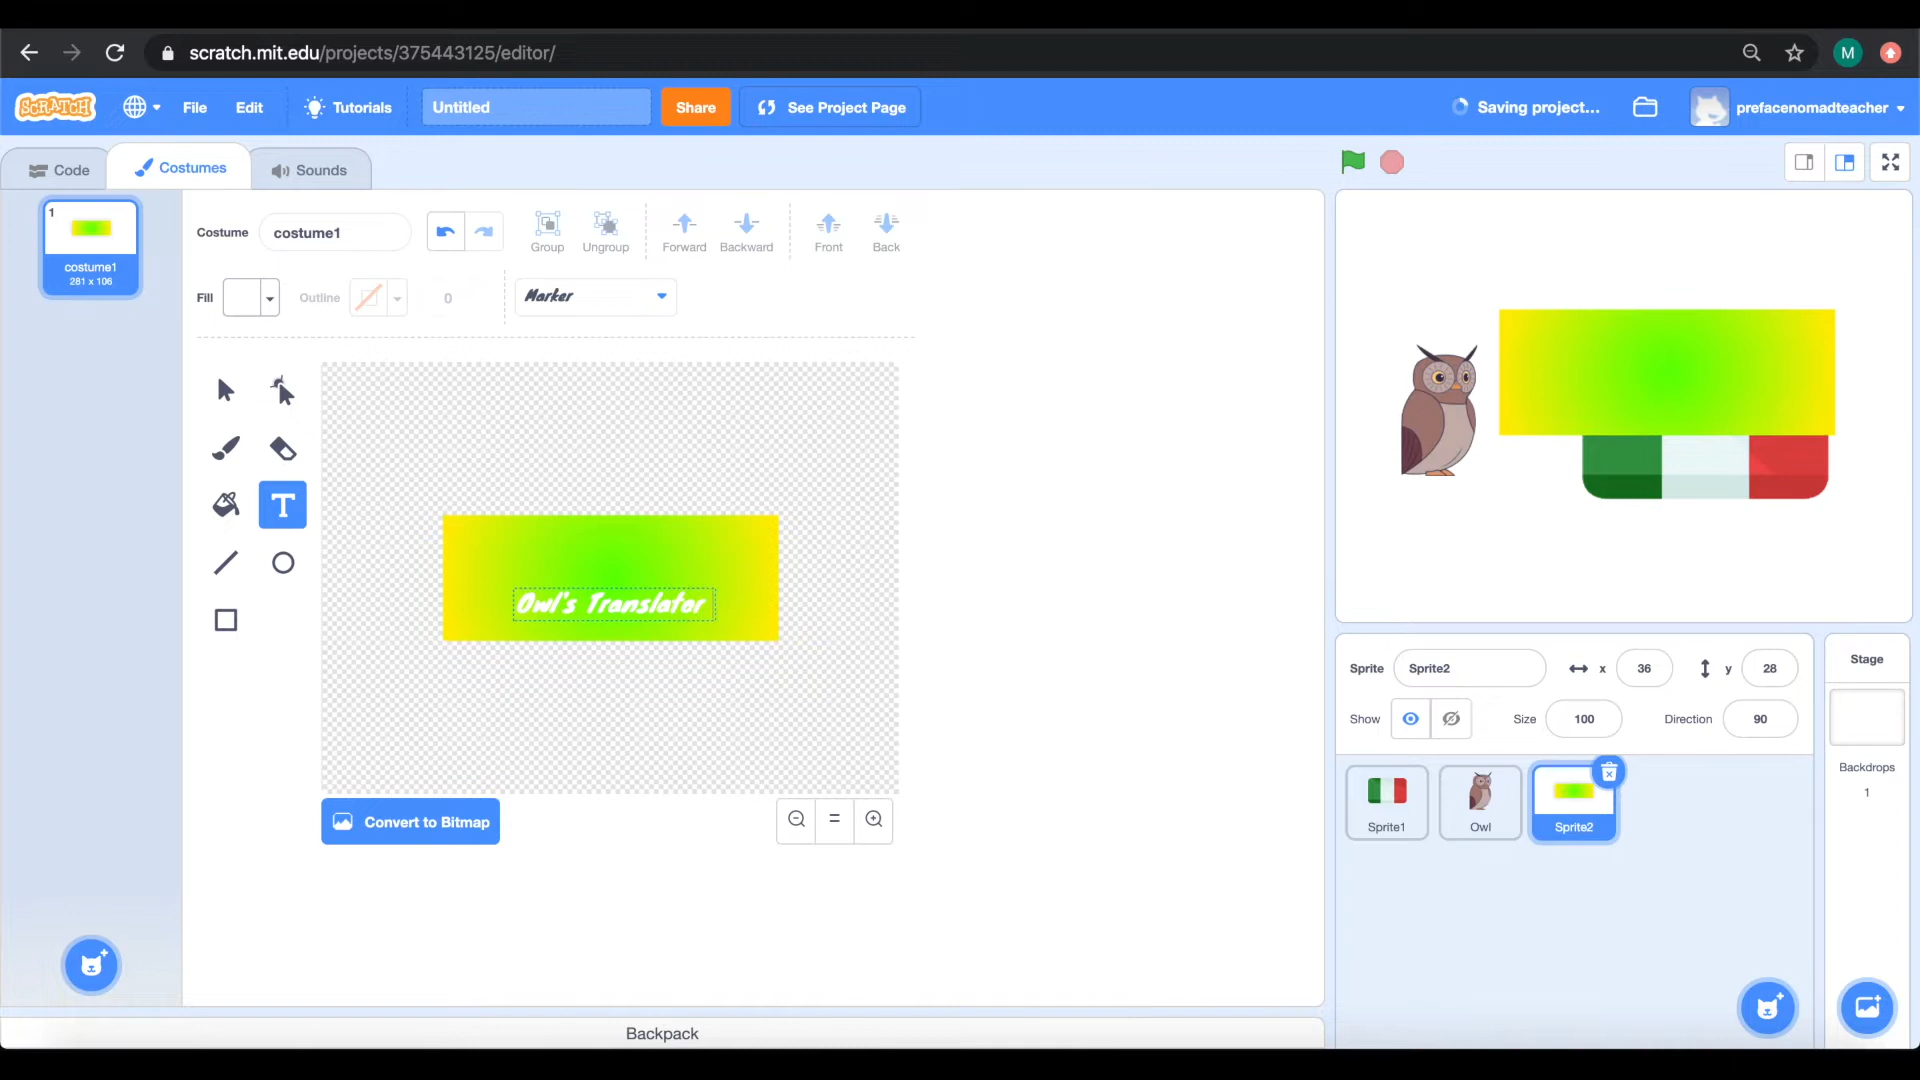 scratch.mit.edu/projects/375443125/editor/
M
SCRATCH
File
Edit
Tutorials
Untitled
Share
See Project Page
Saving project...
prefacenomadteacher
Code
Costumes
Sounds
1
costume1
281 x 106
Costume
costume1
Group
Ungroup
Forward
Backward
Front
Back
Fill
Outline
0
Marker
T
Owl's Translator
Convert to Bitmap
Sprite
Sprite2
x
36
y
28
Show
Size
100
Direction
90
Sprite1
Owl
Sprite2
Stage
Backdrops
1
Backpack